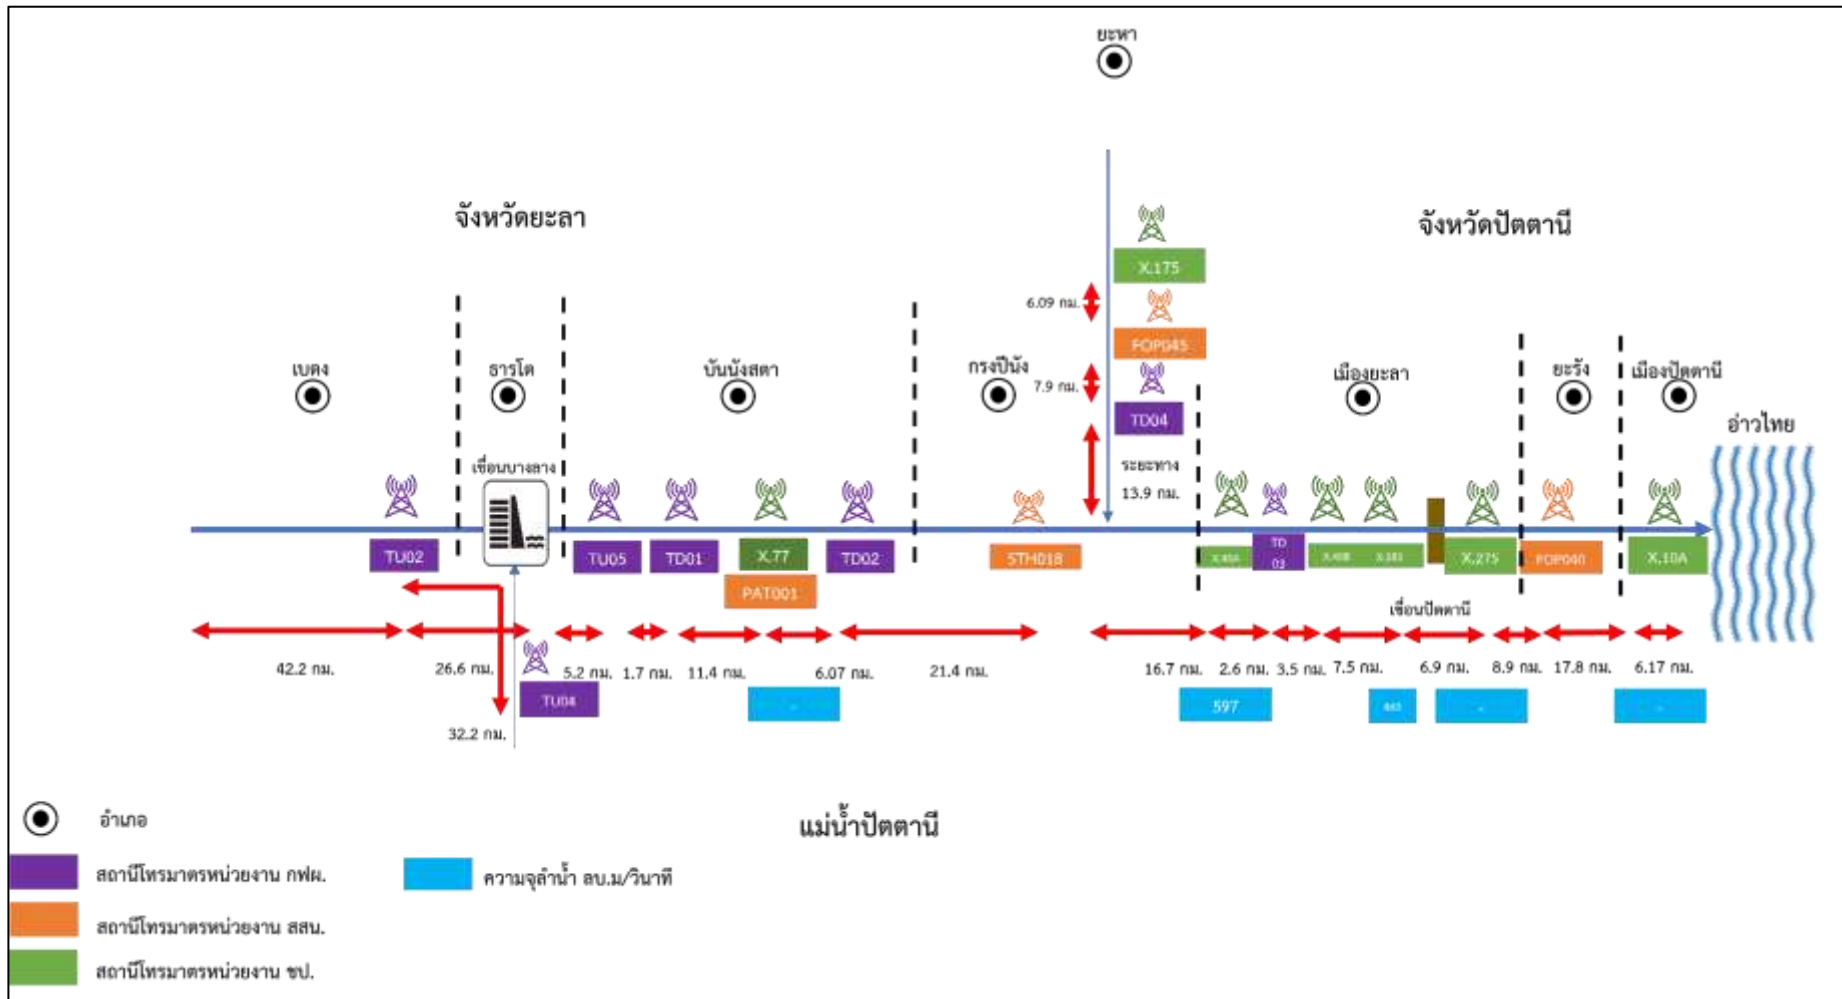 ยะหา
จังหวัดยะลา
จังหวัดปัตตานี
X.175
6.09 กม.
FOP045
เบตง
ธารโต
บันนังสตา
กรงปินัง
7.9 กม.
เมืองยะลา
ยะรัง
เมืองปัตตานี
TD04
อ่าวไทย
เขื่อนบางลาง
ระยะทาง
13.9 กม.
TU02
TU05
TD01
X.77
TD02
STH018
TD
03
X.275
FOP040
X.10A
PAT001
เขื่อนปัตตานี
42.2 กม.
26.6 กม.
5.2 กม.
1.7 กม.
11.4 กม.
6.07 กม.
21.4 กม.
16.7 กม.
2.6 กม.
3.5 กม.
7.5 กม.
6.9 กม.
8.9 กม.
17.8 กม.
6.17 กม.
TU04
-
597
-
-
32.2 กม.
อำเภอ
แม่น้ำปัตตานี
สถานีโทรมาตรหน่วยงาน กฟผ.
ความจุลำน้ำ ลบ.ม/วินาที
สถานีโทรมาตรหน่วยงาน สสน.
สถานีโทรมาตรหน่วยงาน ชป.